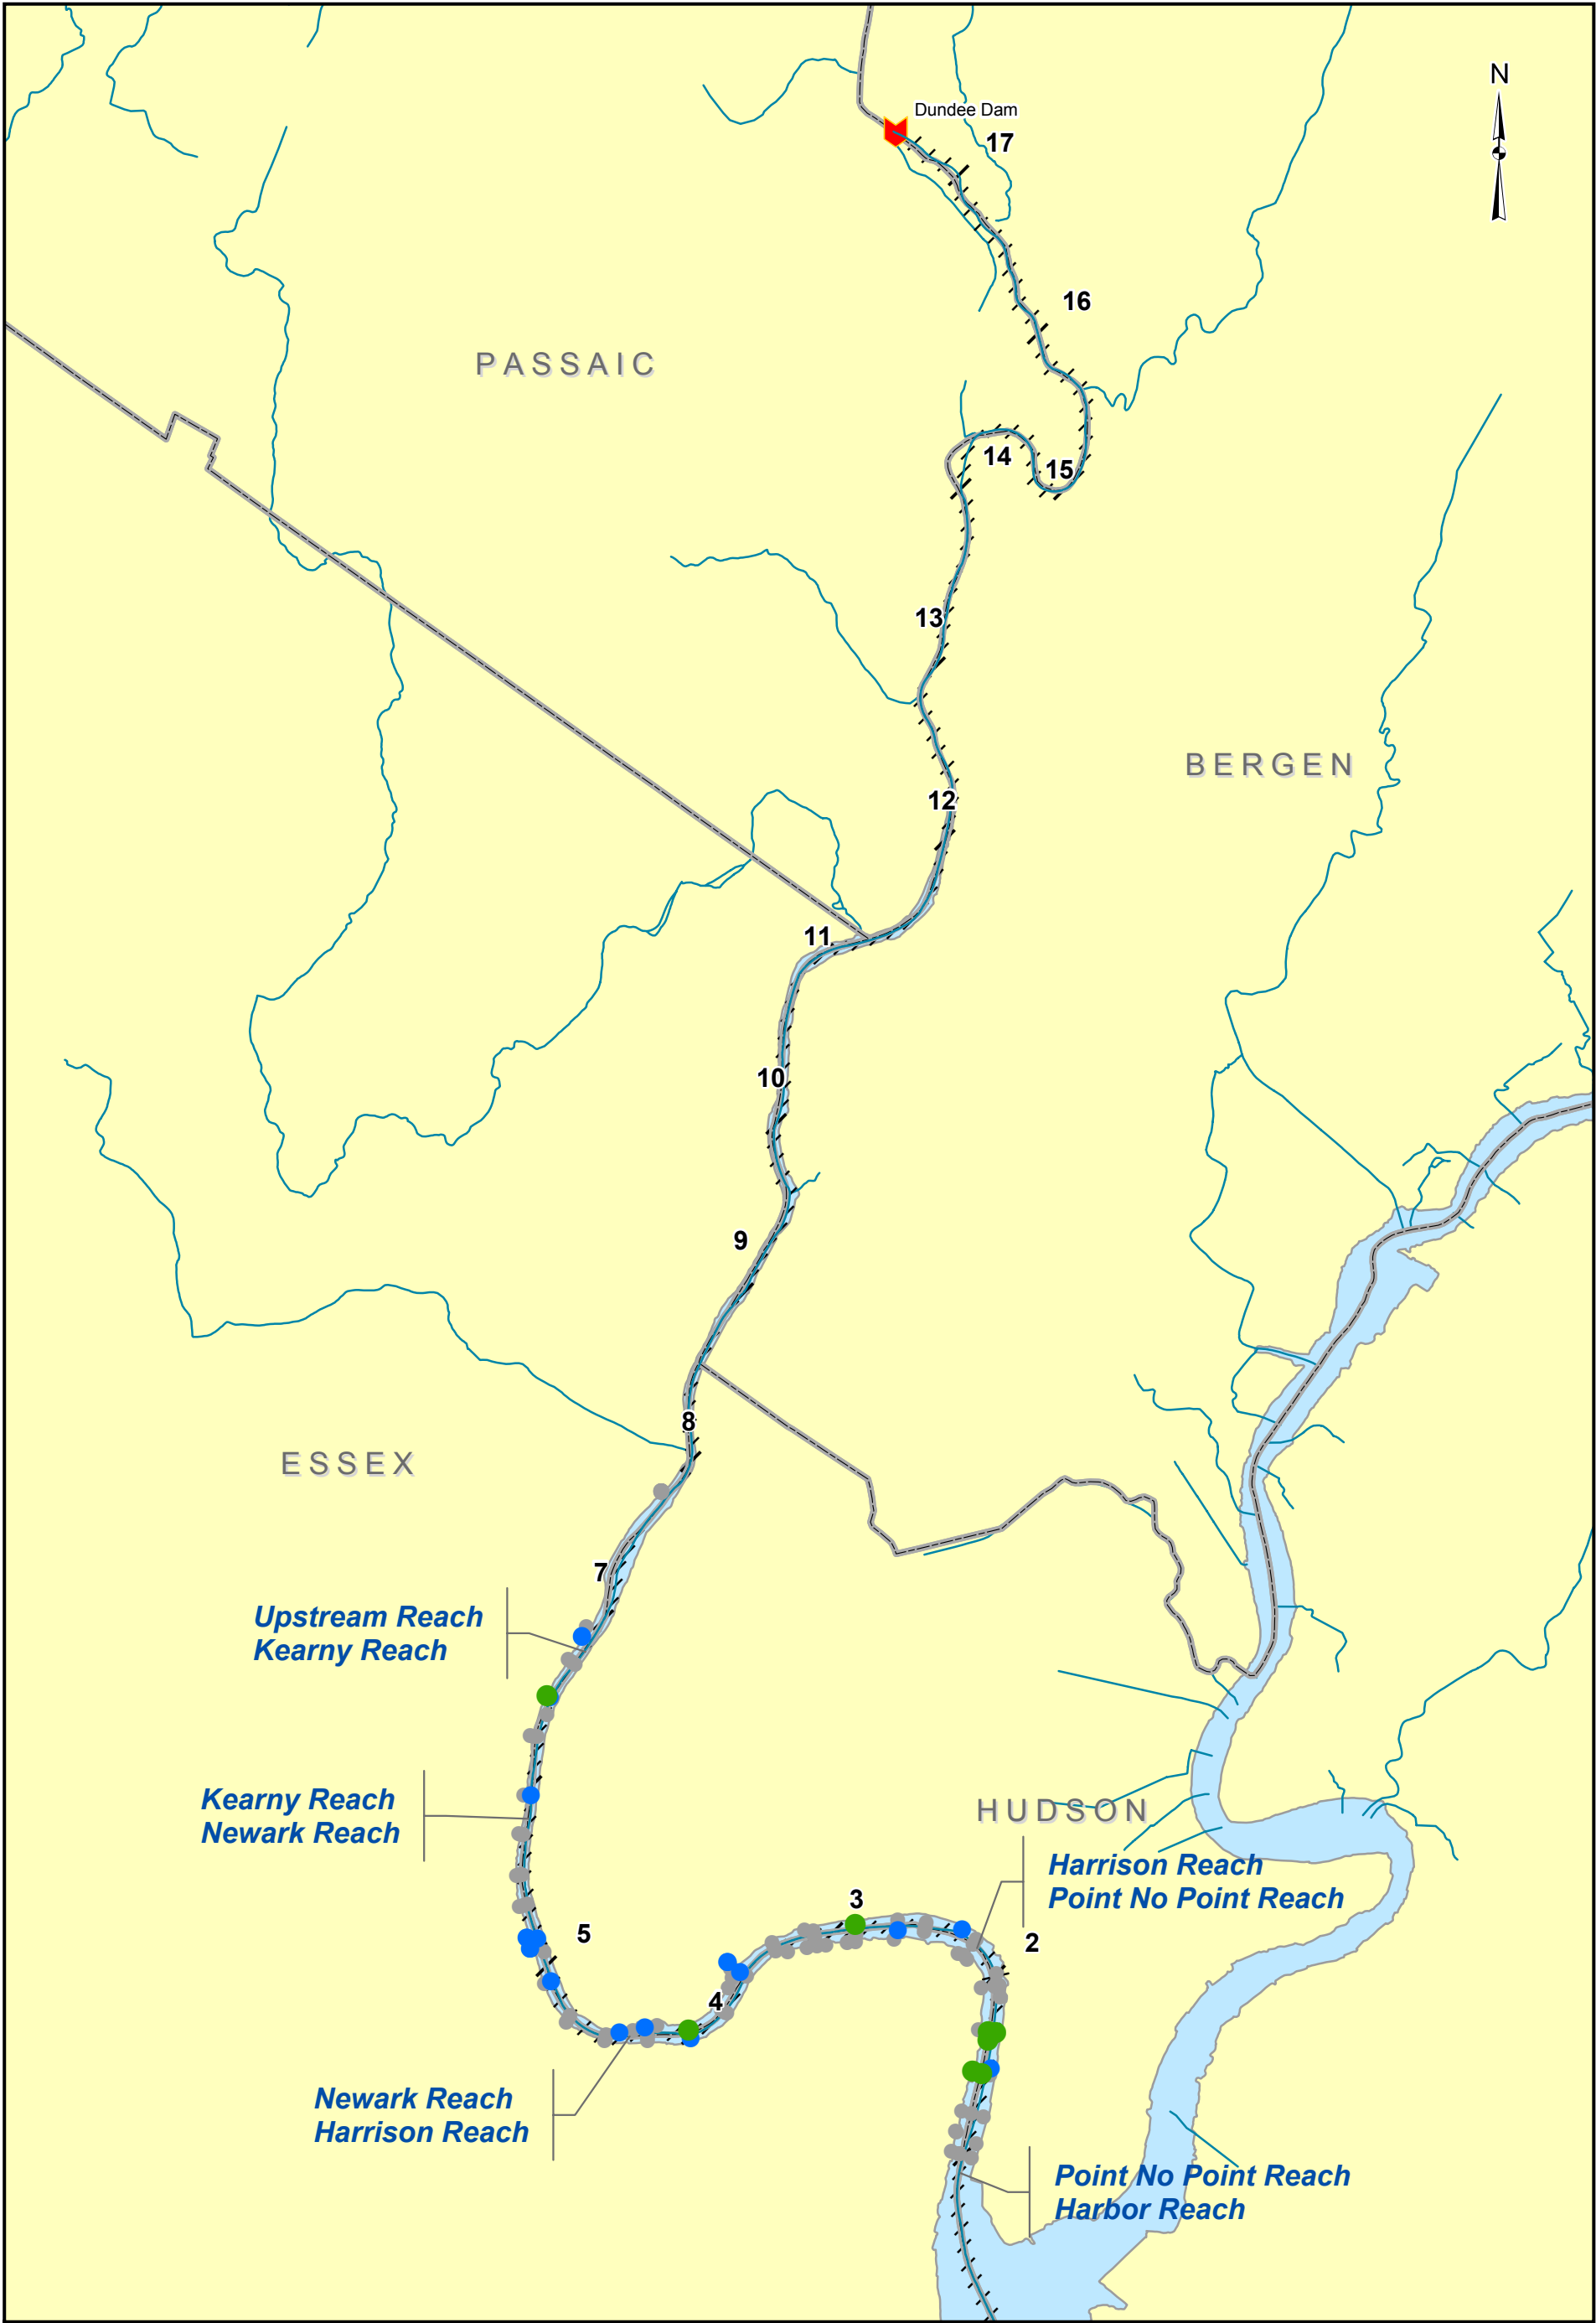 N
Dundee Dam
17
16
PASSAIC
14
15
13
BERGEN
12
11
10
9
8
ESSEX
7
Upstream Reach
Kearny Reach
Kearny Reach
Newark Reach
HUDSON
Harrison Reach
Point No Point Reach
3
5
2
4
Newark Reach
Harrison Reach
Point No Point Reach
Harbor Reach